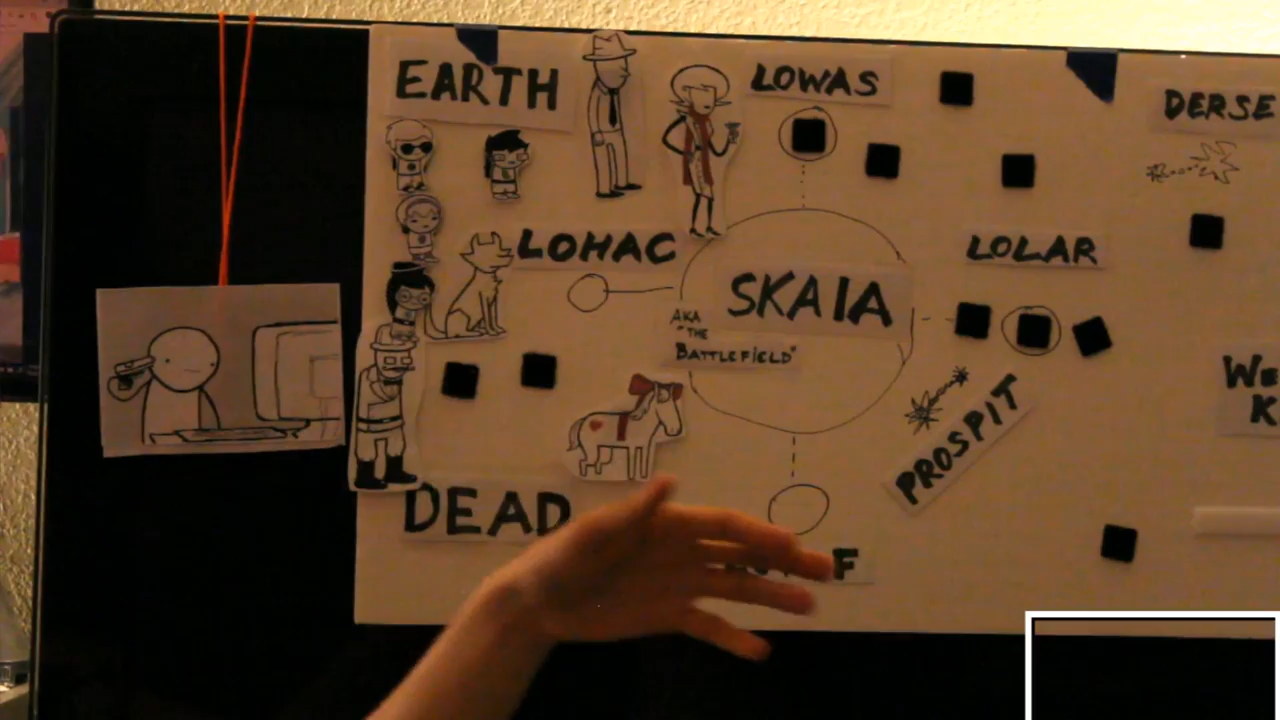 EARTH
LOWAS
DERSE
LOHAC
LOLAR
SKAIA
AKA
"THE
BATTLEFIELD"
PROSPIT
DEAD